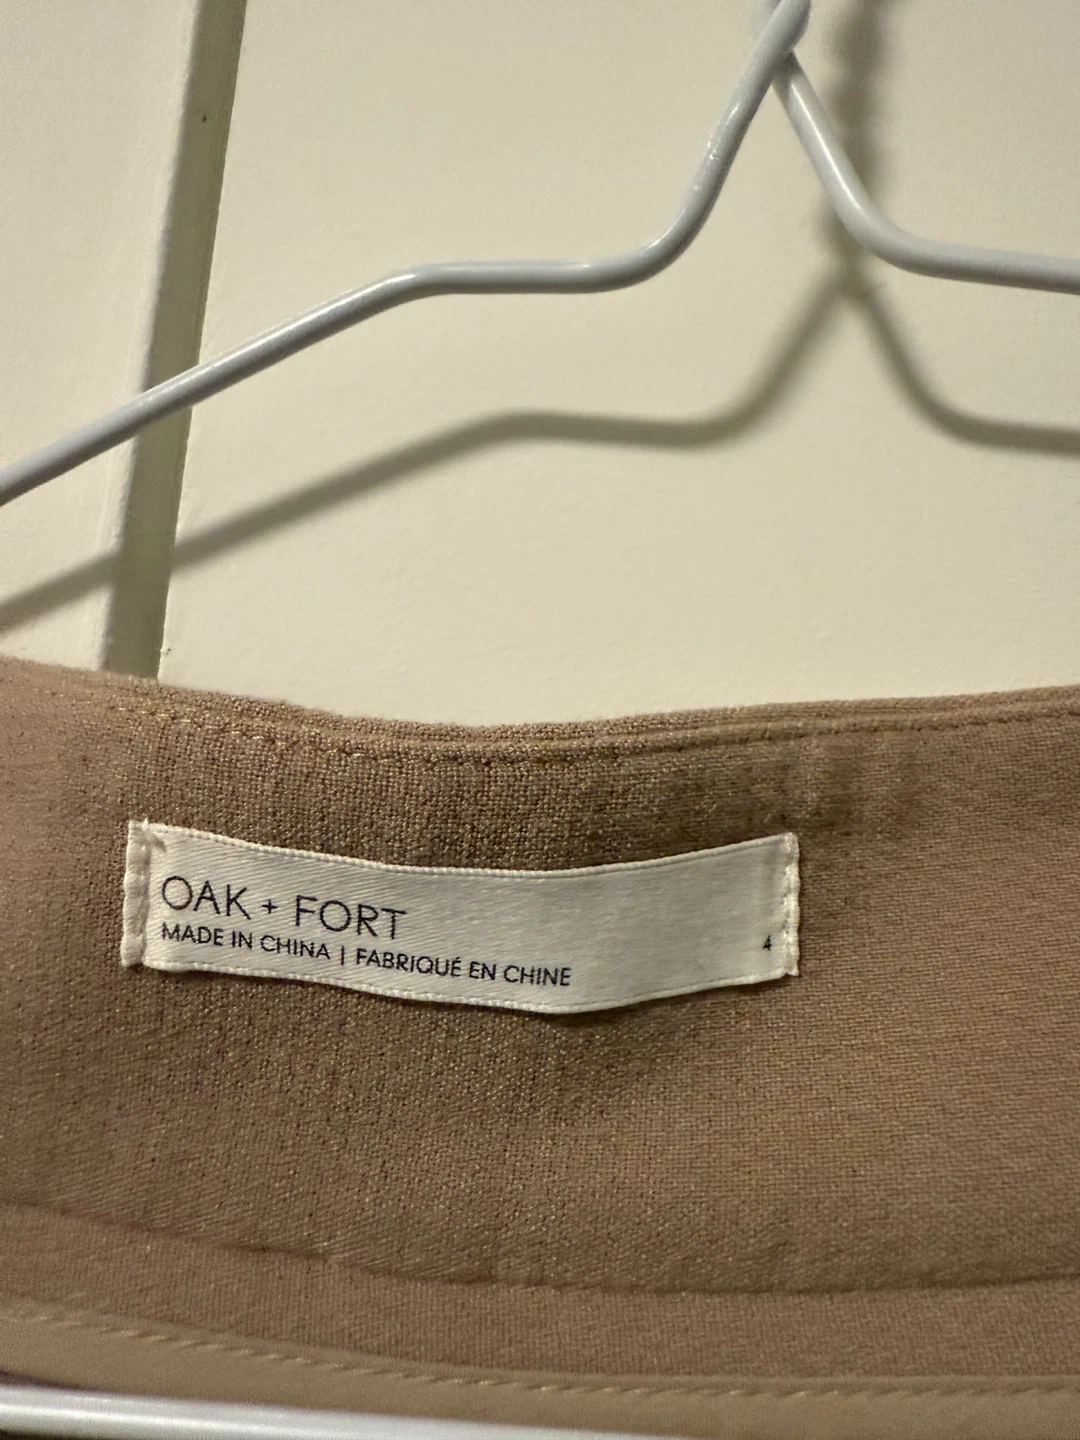 OAK + FORT
MADE IN CHINA | FABRIQUÉ EN CHINE
4